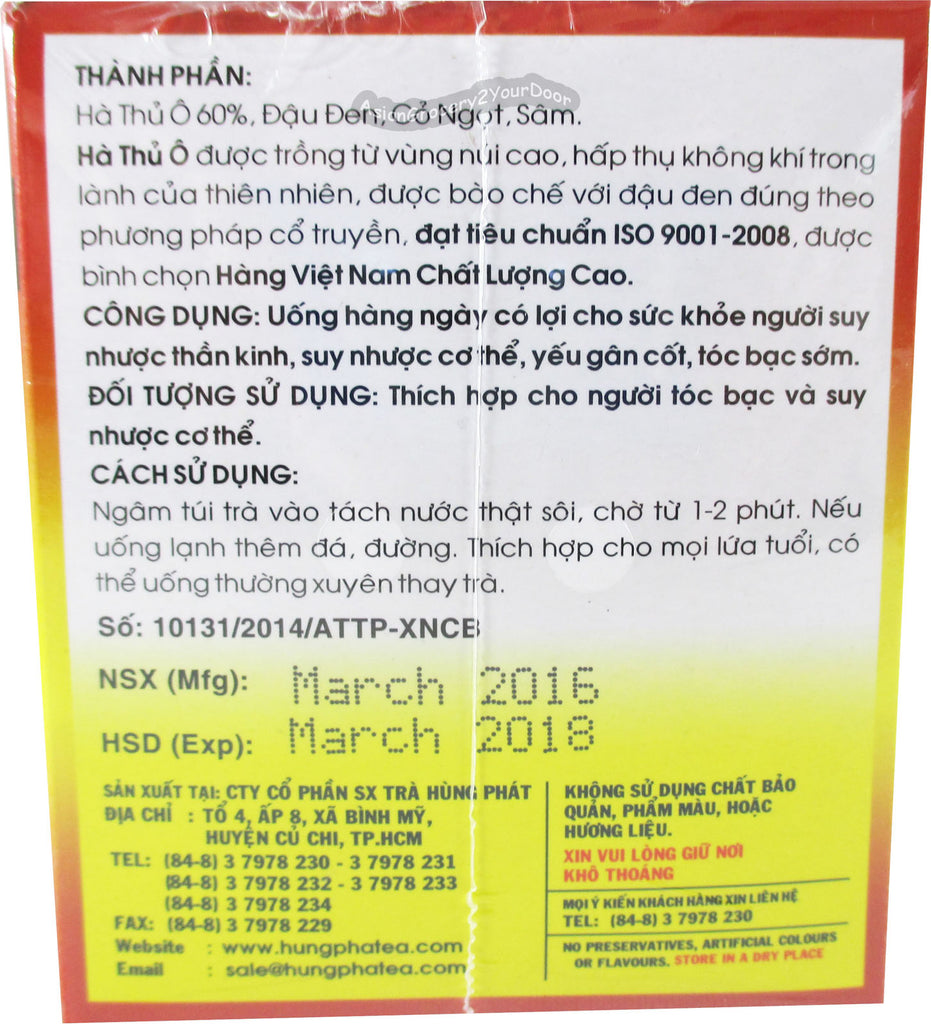 THÀNH PHẦN:
Hà Thủ Ô 60%, Đậu Đen, Cỏ Ngọt, Sâm.
AsianGrocery2YourDoor
Hà Thủ Ô được trồng từ vùng núi cao, hấp thụ không khí trong
lành của thiên nhiên, được bào chế với đậu đen đúng theo
phương pháp cổ truyền, đạt tiêu chuẩn ISO 9001-2008, được
bình chọn Hàng Việt Nam Chất Lượng Cao.
CÔNG DỤNG: Uống hàng ngày có lợi cho sức khỏe người suy
nhược thần kinh, suy nhược cơ thể, yếu gân cốt, tóc bạc sớm.
ĐỐI TƯỢNG SỬ DỤNG: Thích hợp cho người tóc bạc và suy
nhược cơ thể.
CÁCH SỬ DỤNG:
Ngâm túi trà vào tách nước thật sôi, chờ từ 1-2 phút. Nếu
uống lạnh thêm đá, đường. Thích hợp cho mọi lứa tuổi, có
thể uống thường xuyên thay trà.
Số: 10131/2014/ATTP-XNCB
NSX (Mfg): March 2016
HSD (Exp): March 2018
SẢN XUẤT TẠI: CTY CỔ PHẦN SX TRÀ HÙNG PHÁT
ĐỊA CHỈ : TỔ 4, ẤP 8, XÃ BÌNH MỸ,
HUYỆN CỦ CHI, TP.HCM
TEL: (84-8) 3 7978 230 - 3 7978 231
(84-8) 3 7978 232 - 3 7978 233
(84-8) 3 7978 234
FAX: (84-8) 3 7978 229
Website : www.hungphatea.com
Email : sale@hungphatea.com
KHÔNG SỬ DỤNG CHẤT BẢO
QUẢN, PHẨM MÀU, HOẶC
HƯƠNG LIỆU.
XIN VUI LÒNG GIỮ NƠI
KHÔ THOÁNG
MỌI Ý KIẾN KHÁCH HÀNG XIN LIÊN HỆ
TEL: (84-8) 3 7978 230
NO PRESERVATIVES, ARTIFICIAL COLOURS
OR FLAVOURS. STORE IN A DRY PLACE